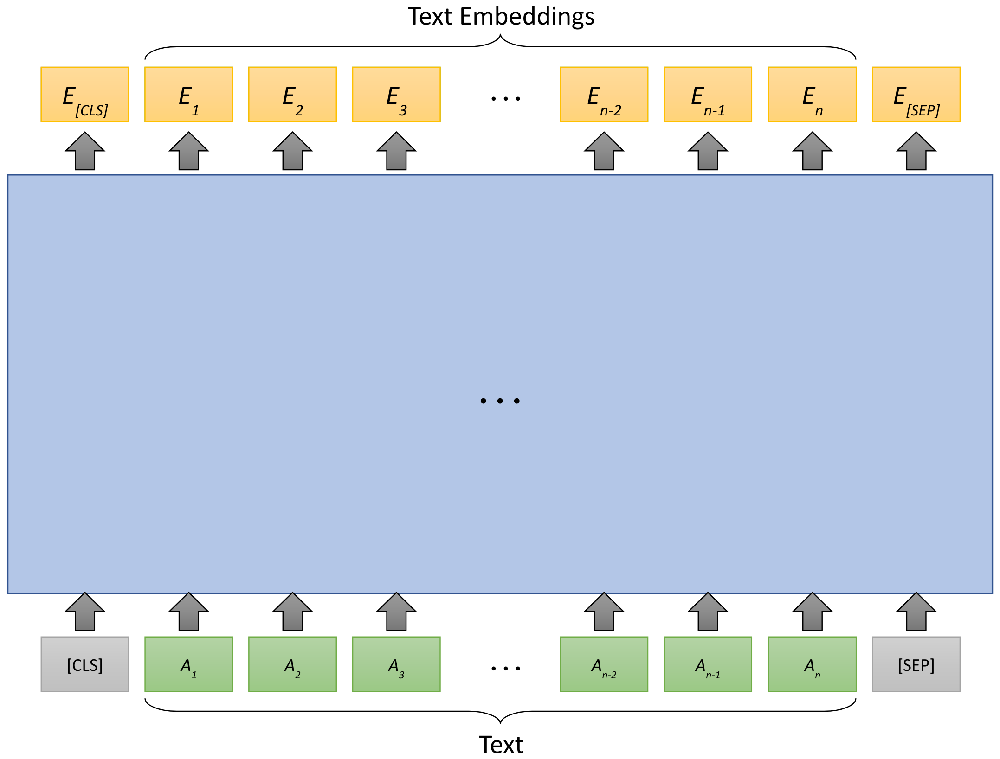 Text Embeddings
E[CLS] E1 E2 E3 ... En-2 En-1 En E[SEP]
...
[CLS] A1 A2 A3 ... An-2 An-1 An [SEP]
Text